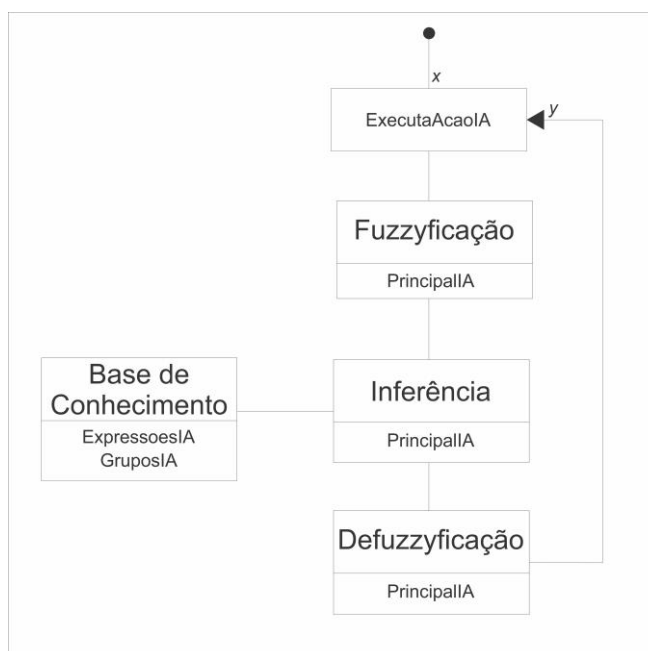 x
ExecutaAcaoIA
y
Fuzzyficação
PrincipalIA
Base de
Conhecimento
ExpressoesIA
GruposIA
Inferência
PrincipalIA
Defuzzyficação
PrincipalIA